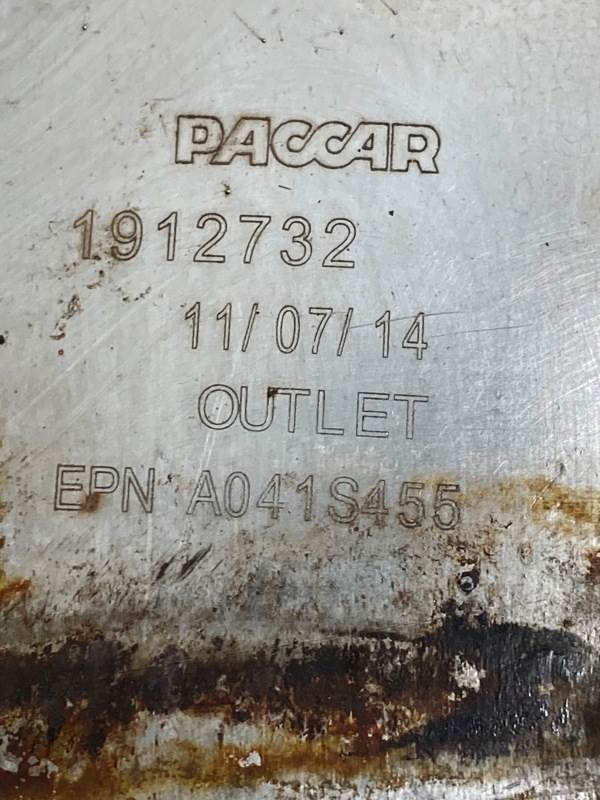 PACCAR
1912732
11/07/14
OUTLET
EPN A041S455